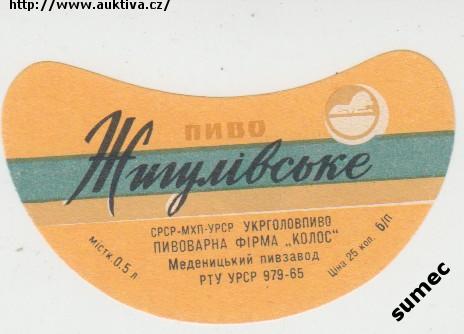 http://www.auktiva.cz/
ПИВО
Жигулівське
СРСР-МХП-УРСР УКРГОЛОВПИВО
ПИВОВАРНА ФІРМА „КОЛОС"
Меденицький пивзавод
РТУ УРСР 979-65
містк. 0,5 л
Ціна 25 коп. б/п
sumec